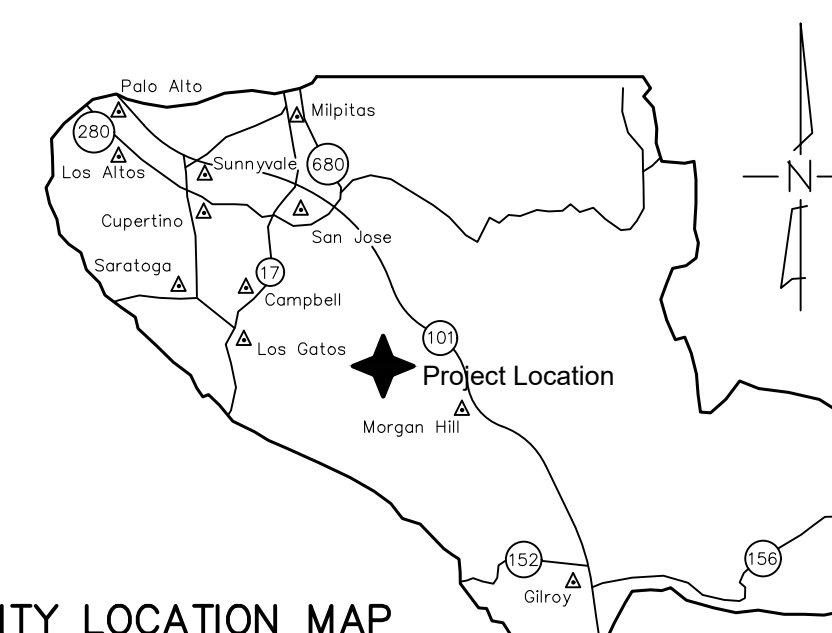 Palo Alto
Milpitas
280
Los Altos
Sunnyvale
680
N
Cupertino
San Jose
Saratoga
17
Campbell
101
Los Gatos
Project Location
Morgan Hill
152
156
Gilroy
ITY LOCATION MAP